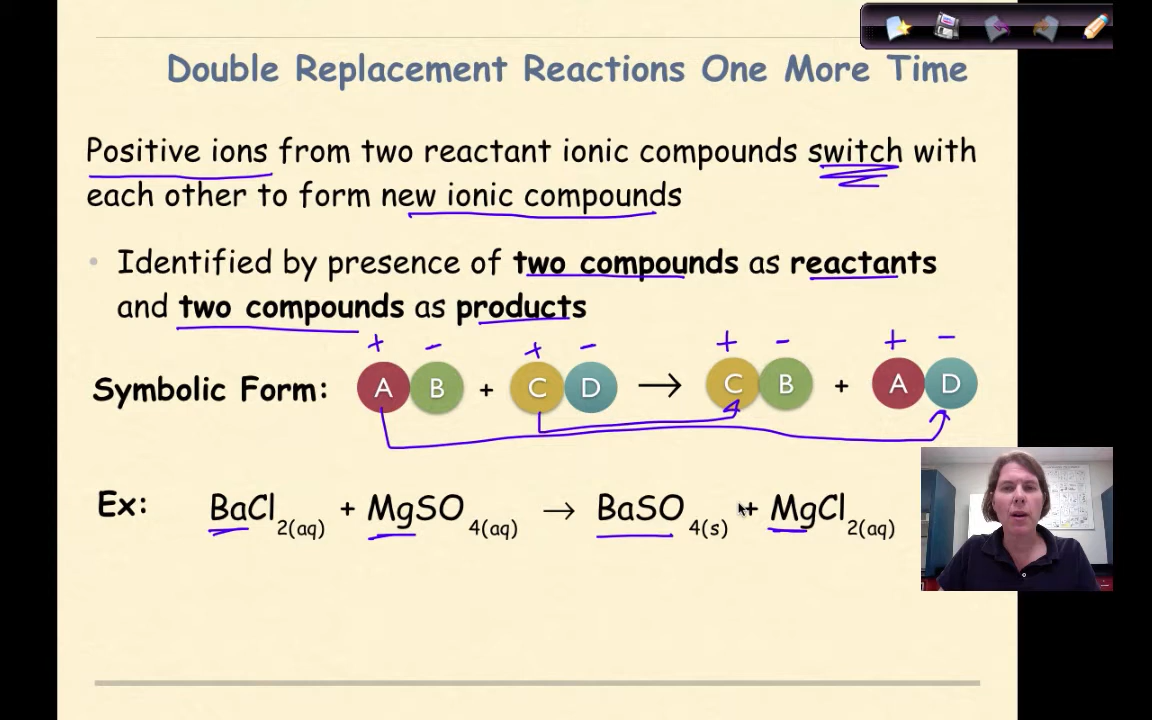 Double Replacement Reactions One More Time
Positive ions from two reactant ionic compounds switch with
each other to form new ionic compounds
• Identified by presence of two compounds as reactants
and two compounds as products
+ - + - + - + -
Symbolic Form: A B + C D → C B + A D
Ex: BaCl2(aq) + MgSO4(aq) → BaSO4(s) + MgCl2(aq)